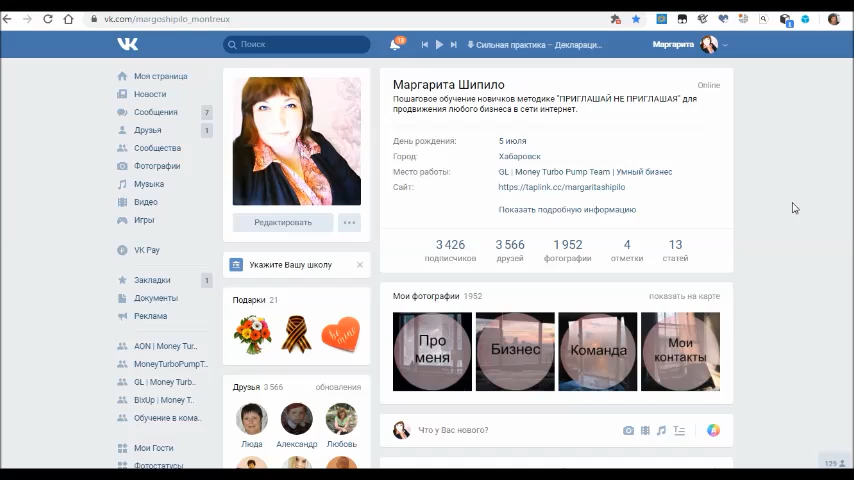 vk.com/margoshipilo_montreux
Поиск
Сильная практика – Деклараци...
Маргарита
Моя страница
Новости
Сообщения 7
Друзья 1
Сообщества
Фотографии
Музыка
Видео
Игры
VK Pay
Закладки 1
Документы
Реклама
AON | Money Tur..
MoneyTurboPumpT..
GL | Money Turb..
BixUp | Money T..
Обучение в кома..
Мои Гости
Фотостатусы
Редактировать
Укажите Вашу школу
Подарки 21
be mine
Друзья 3 566 обновления
Люда Александр Любовь
Маргарита Шипило Online
Пошаговое обучение новичков методике "ПРИГЛАШАЙ НЕ ПРИГЛАШАЯ" для
продвижения любого бизнеса в сети интернет.
День рождения: 5 июля
Город: Хабаровск
Место работы: GL | Money Turbo Pump Team | Умный бизнес
Сайт: https://taplink.cc/margaritashipilo
Показать подробную информацию
3 426 3 566 1 952 4 13
подписчиков друзей фотографии отметки статей
Мои фотографии 1952 показать на карте
Про
меня
Бизнес
Команда
Мои
контакты
Что у Вас нового?
129